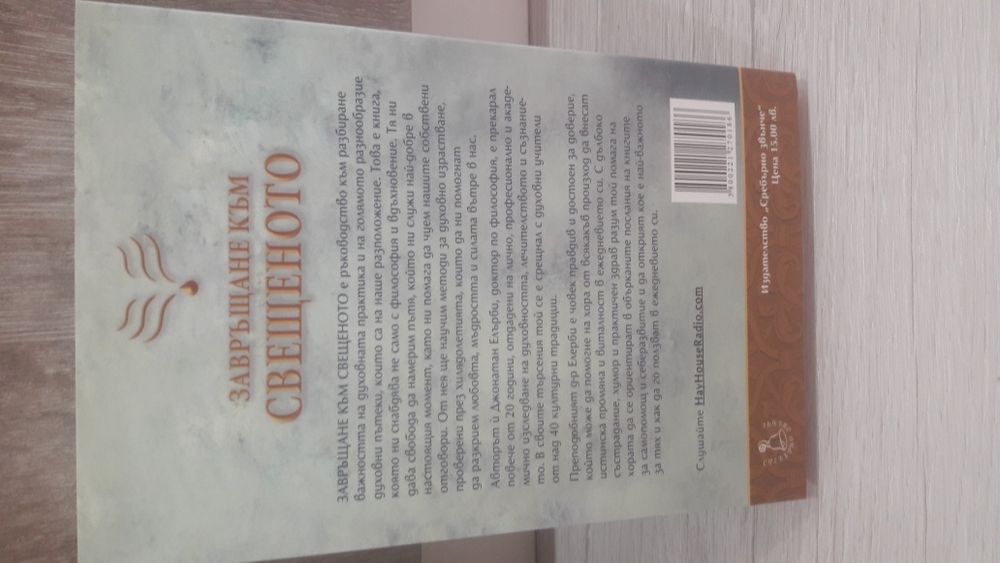 ЗАВРЪЩАНЕ КЪМ
СВЕЩЕНОТО
ЗАВРЪЩАНЕ КЪМ СВЕЩЕНОТО е ръководство към разбиране
важността на духовната практика и на голямото разнообразие
духовни пътеки, които са на наше разположение. Това е книга,
която ни снабдява не само с философия и вдъхновение. Тя ни
дава свобода да намерим пътя, който ни служи най-добре в
настоящия момент, като ни помага да чуем нашите собствени
отговори. От нея ще научим методи за духовно израстване,
проверени през хилядолетията, които да ни помогнат
да разкрием любовта, мъдростта и силата вътре в нас.
Авторът ѝ Джонатан Елърби, доктор по философия, е прекарал
повече от 20 години, отдадени на лично, професионално и акаде-
мично изследване на духовността, лечителството и съзнание-
то. В своите търсения той се е срещнал с духовни учители
от над 40 културни традиции.
Преподобният д-р Елерби е човек правдив и достоен за доверие,
който може да помогне на хора от всякакъв произход да внесат
истинска промяна и виталност в ежедневието си. С дълбоко
състрадание, хумор и практичен здрав разум той помага на
хората да се ориентират в объркaните послания на книгите
за самопомощ и себеразвитие и да открият кое е най-важното
за тях и как да го ползват в ежедневието си.
Слушайте HayHouseRadio.com
Издателство „Сребърно звънче“
Цена 15.00 лв.